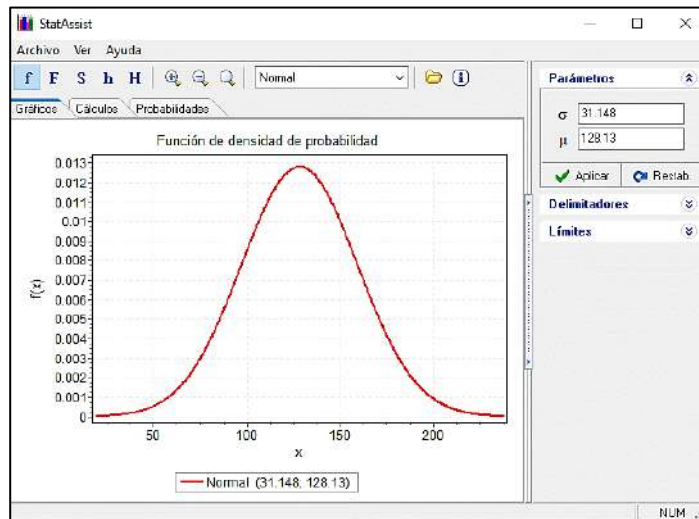 StatAssist
Archivo Ver Ayuda
f F S h H Normal
Gráficos Cálculos Probabilidades
Función de densidad de probabilidad
0.013
0.012
0.011
0.01
0.009
0.008
0.007
0.006
0.005
0.004
0.003
0.002
0.001
0
f(x)
50 100 150 200
x
Normal (31.148; 128.13)
Parámetros
σ 31.148
μ 128.13
Aplicar Restab.
Delimitadores
Límites
NUM